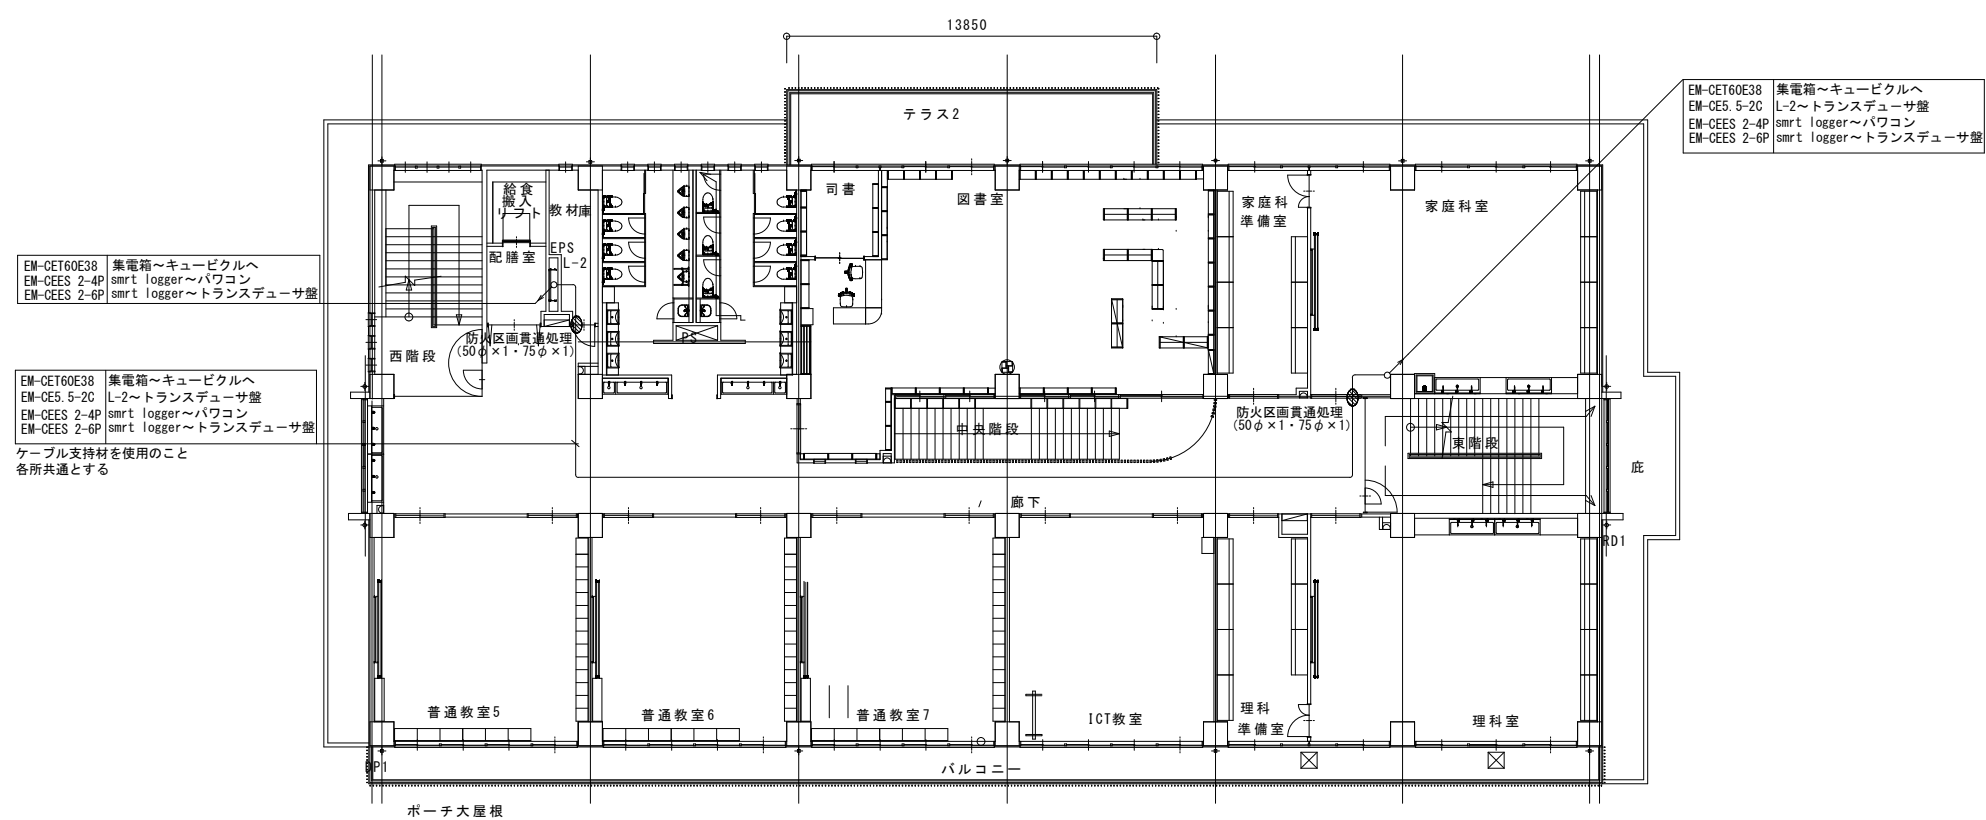 13850
テラス2
EM-CET60E38 集電箱～キュービクルへ
EM-CE5.5-2C L-2～トランスデューサ盤
EM-CEES 2-4P smrt logger～パワコン
EM-CEES 2-6P smrt logger～トランスデューサ盤
給食
搬入
リフト
教材庫
司書
図書室
家庭科
準備室
家庭科室
配膳室
EPS
L-2
EM-CET60E38 集電箱～キュービクルへ
EM-CEES 2-4P smrt logger～パワコン
EM-CEES 2-6P smrt logger～トランスデューサ盤
防火区画貫通処理
(50φ×1・75φ×1)
PS
西階段
EM-CET60E38 集電箱～キュービクルへ
EM-CE5.5-2C L-2～トランスデューサ盤
EM-CEES 2-4P smrt logger～パワコン
EM-CEES 2-6P smrt logger～トランスデューサ盤
ケーブル支持材を使用のこと
各所共通とする
防火区画貫通処理
(50φ×1・75φ×1)
中央階段
東階段
庇
廊下
RD1
普通教室5
普通教室6
普通教室7
ICT教室
理科
準備室
理科室
DP1
バルコニー
ポーチ大屋根